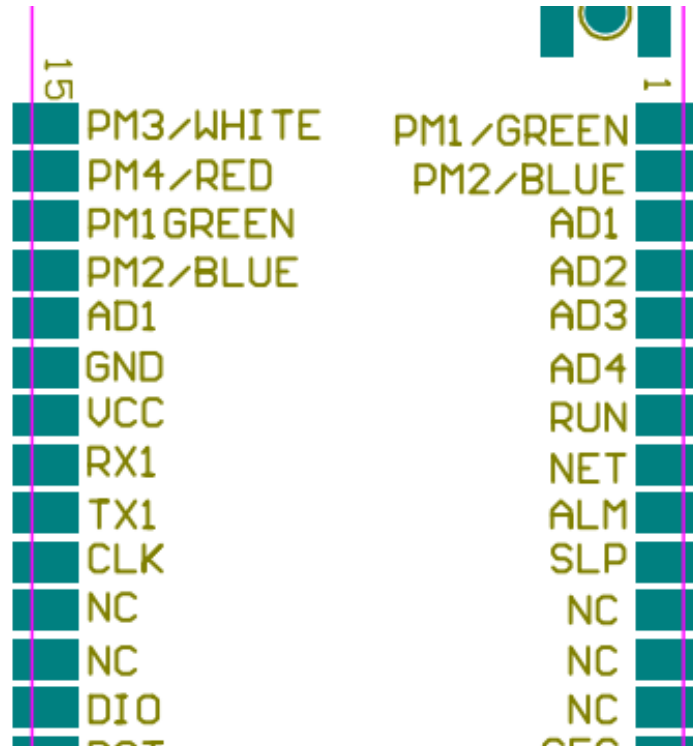 15
1
PM3/WHITE
PM1/GREEN
PM4/RED
PM2/BLUE
PM1GREEN
AD1
PM2/BLUE
AD2
AD1
AD3
GND
AD4
VCC
RUN
RX1
NET
TX1
ALM
CLK
SLP
NC
NC
NC
NC
DIO
NC